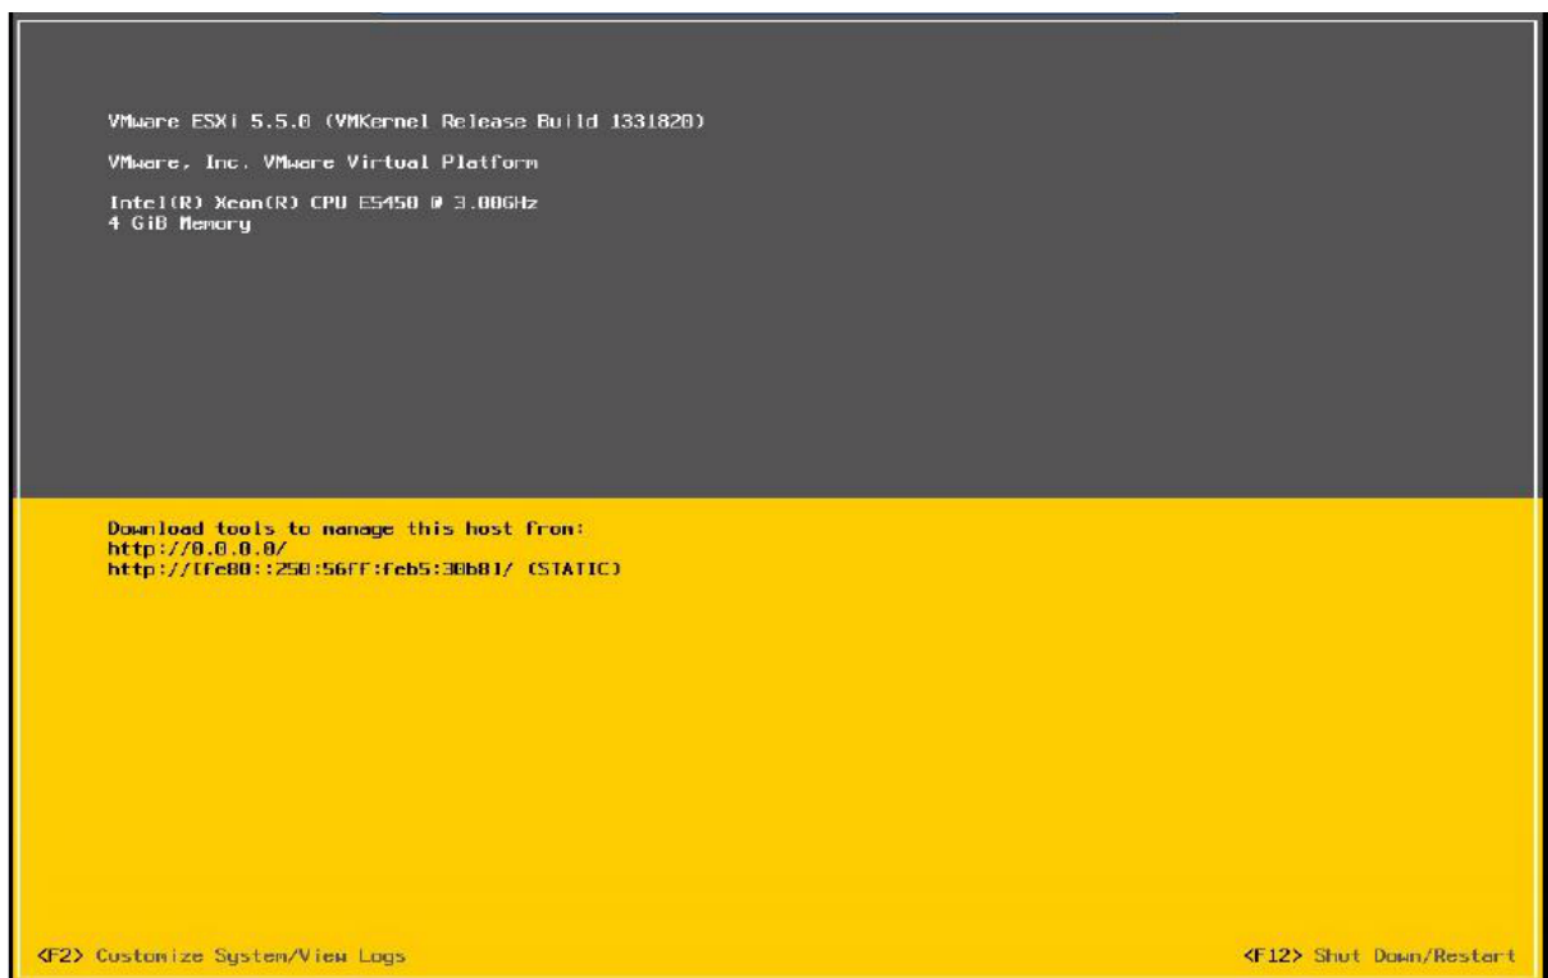 VMware ESXi 5.5.0 (VMKernel Release Build 1331820)
VMware, Inc. VMware Virtual Platform
Intel(R) Xeon(R) CPU E5450 @ 3.00GHz
4 GiB Memory
Download tools to manage this host from:
http://0.0.0.0/
http://[fe80::250:56ff:feb5:30b8]/ (STATIC)
<F2> Customize System/View Logs
<F12> Shut Down/Restart